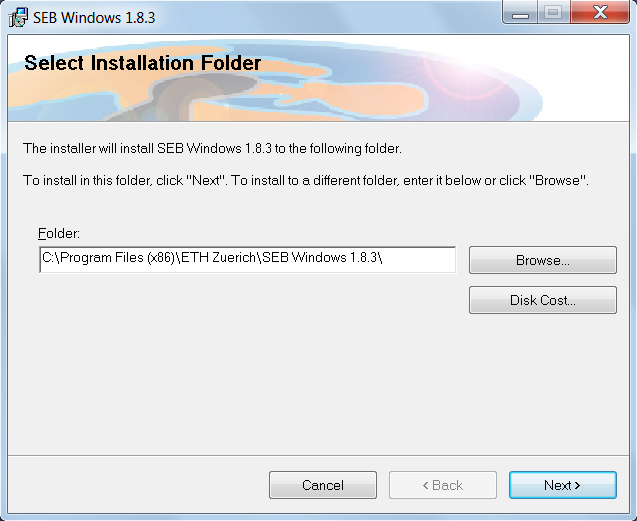 SEB Windows 1.8.3
Select Installation Folder
The installer will install SEB Windows 1.8.3 to the following folder.
To install in this folder, click "Next". To install to a different folder, enter it below or click "Browse".
Folder:
C:\Program Files (x86)\ETH Zuerich\SEB Windows 1.8.3\
Browse...
Disk Cost...
Cancel
< Back
Next >